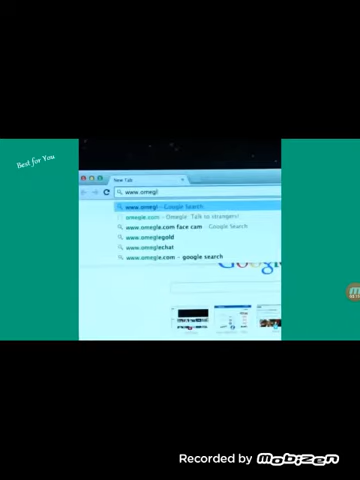 Best for You
New Tab
www.omegl
www.omegl - Google Search
omegle.com - Omegle: Talk to strangers!
www.omegle.com face cam - Google Search
www.omeglegold
www.omeglechat
www.omegle.com - google search
Google
Recorded by mobizen